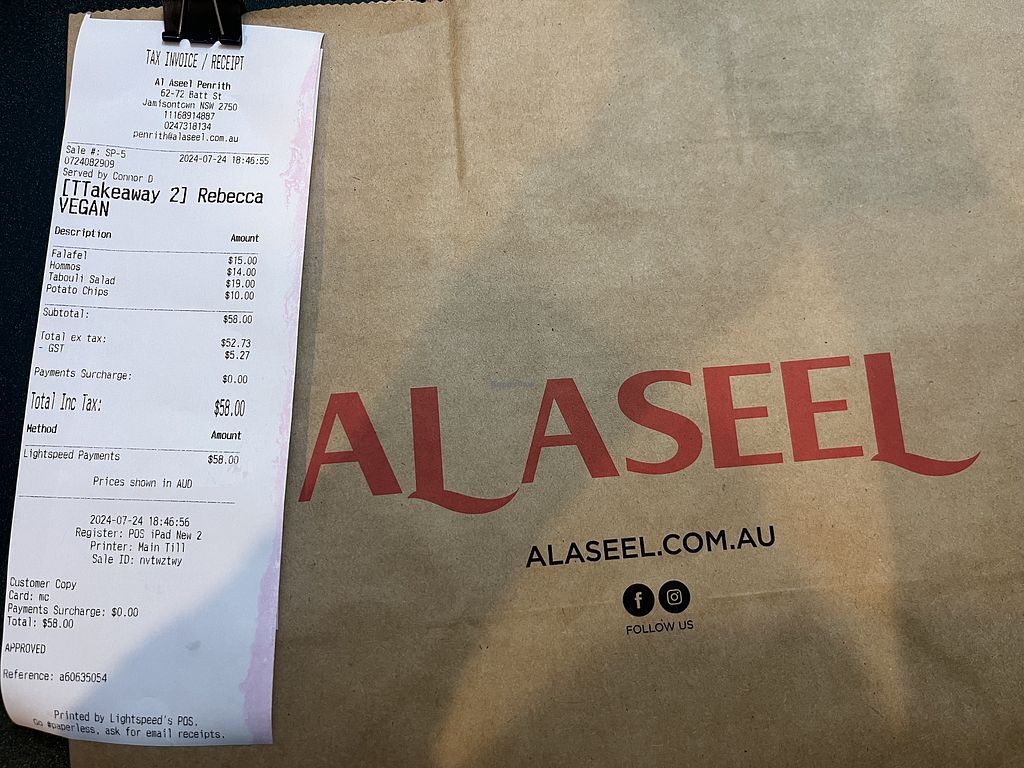 TAX INVOICE / RECEIPT
Al Aseel Penrith
62-72 Batt St
Jamisontown NSW 2750
11168914887
0247318134
penrith@alaseel.com.au
Sale #: SP-5 2024-07-24 18:46:55
0724082909
Served by Connor D
[TTakeaway 2] Rebecca
VEGAN
Description Amount
Falafel $15.00
Hommos $14.00
Tabouli Salad $19.00
Potato Chips $10.00
Subtotal: $58.00
Total ex tax: $52.73
- GST $5.27
Payments Surcharge: $0.00
Total Inc Tax: $58.00
Method Amount
Lightspeed Payments $58.00
Prices shown in AUD
2024-07-24 18:46:56
Register: POS iPad New 2
Printer: Main Till
Sale ID: nvtwztwy
Customer Copy
Card: mc
Payments Surcharge: $0.00
Total: $58.00
APPROVED
Reference: a60635054
Printed by Lightspeed's POS.
Go #paperless, ask for email receipts.
AL ASEEL
ALASEEL.COM.AU
FOLLOW US